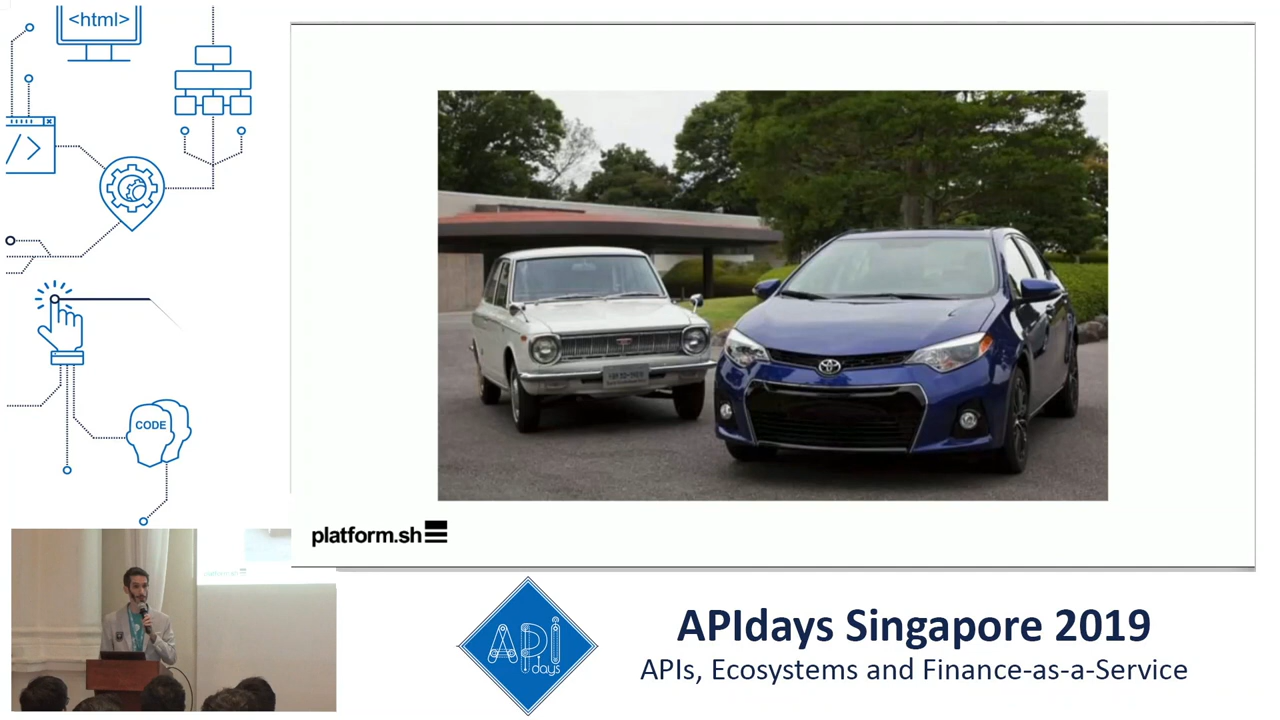 <html>
</>
CODE
platform.sh
API
days
APIdays Singapore 2019
APIs, Ecosystems and Finance-as-a-Service